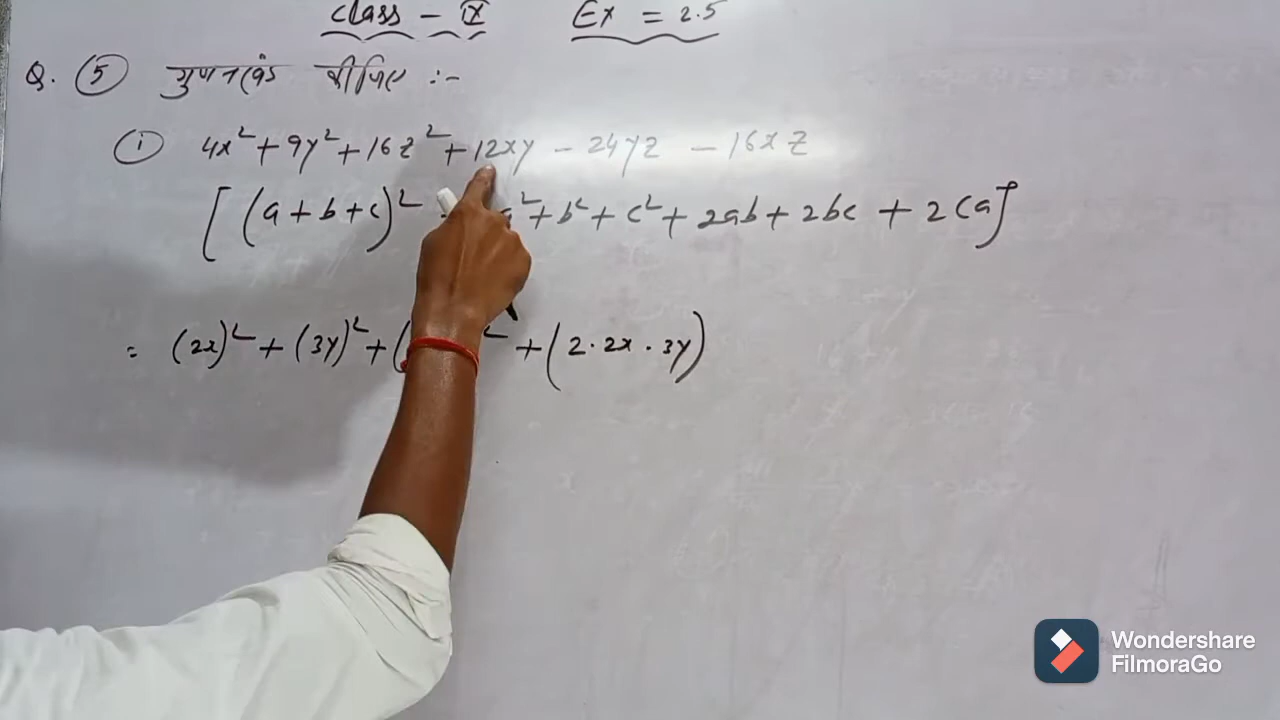 class - IX Ex = 2.5
Q. 5 गुणनखंड कीजिए :-
i 4x² + 9y² + 16z² + 12xy - 24yz - 16xz
[ (a + b + c)² a² + b² + c² + 2ab + 2bc + 2ca ]
= (2x)² + (3y)² + ( ² + (2 · 2x · 3y)
Wondershare
FilmoraGo